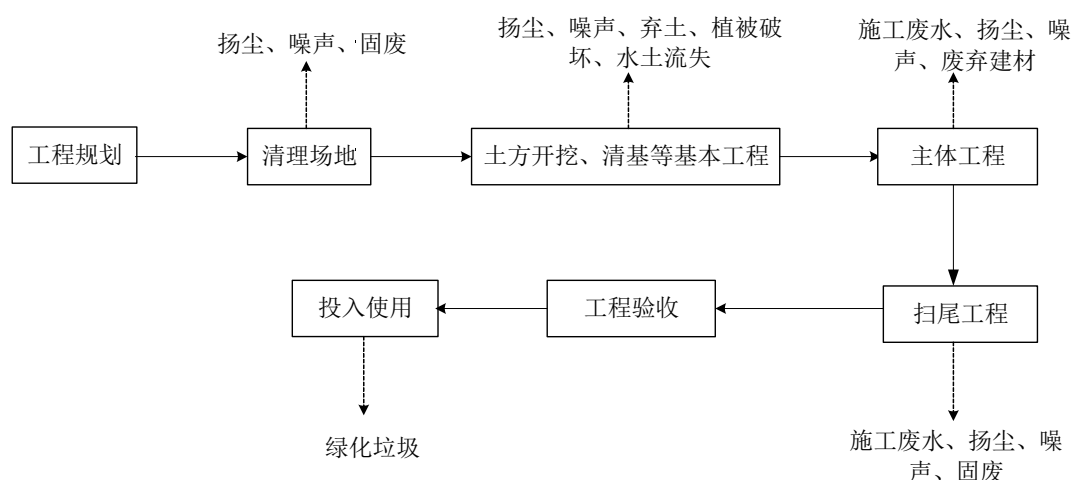 扬尘、噪声、固废
扬尘、噪声、弃土、植被破
坏、水土流失
施工废水、扬尘、噪
声、废弃建材
工程规划
清理场地
土方开挖、清基等基本工程
主体工程
投入使用
工程验收
扫尾工程
绿化垃圾
施工废水、扬尘、噪
声、固废